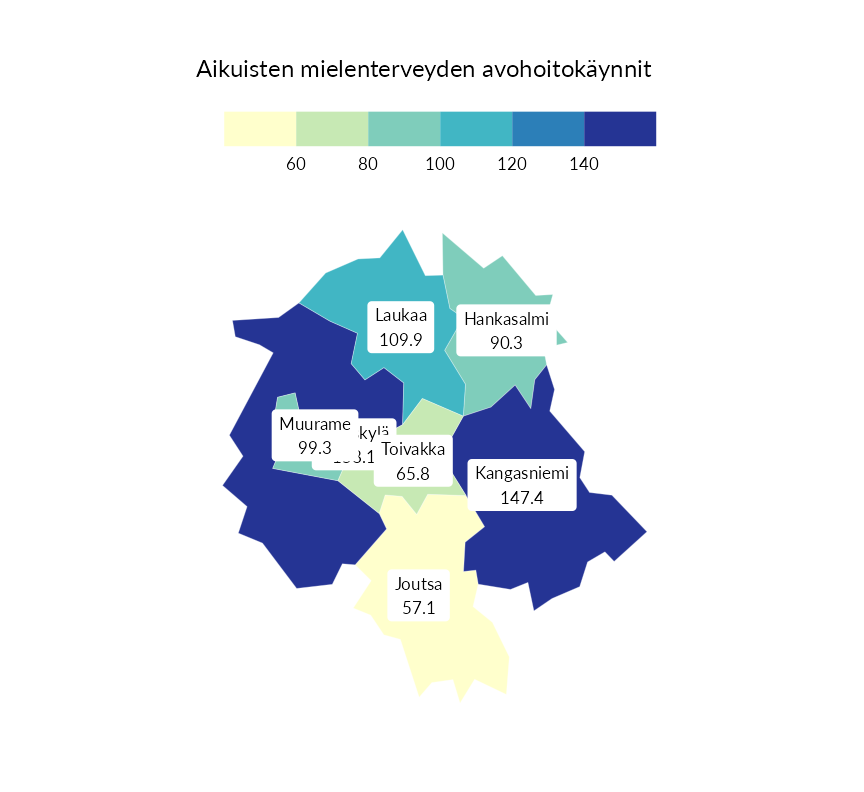 Aikuisten mielenterveyden avohoitokäynnit
60 80 100 120 140
Laukaa
109.9
Hankasalmi
90.3
Muurame
99.3
Toivakka
65.8
Kangasniemi
147.4
Joutsa
57.1